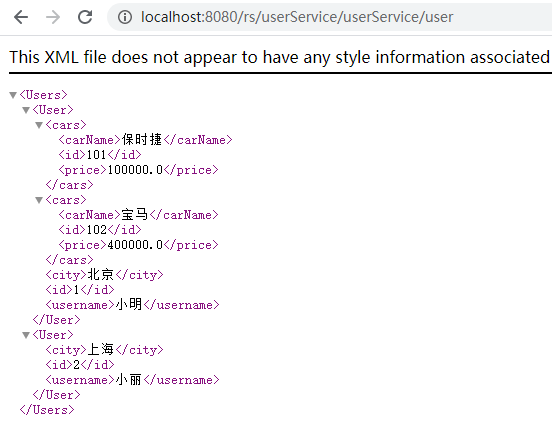 localhost:8080/rs/userService/userService/user
This XML file does not appear to have any style information associated
<Users>
<User>
<cars>
<carName>保时捷</carName>
<id>101</id>
<price>100000.0</price>
</cars>
<cars>
<carName>宝马</carName>
<id>102</id>
<price>400000.0</price>
</cars>
<city>北京</city>
<id>1</id>
<username>小明</username>
</User>
<User>
<city>上海</city>
<id>2</id>
<username>小丽</username>
</User>
</Users>